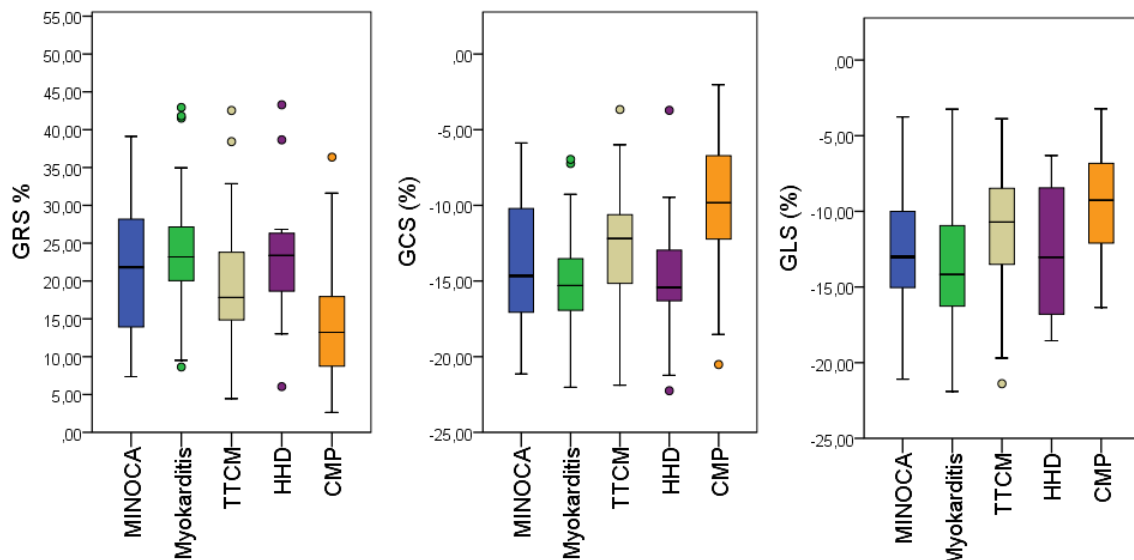 GRS %
55,00
50,00
45,00
40,00
35,00
30,00
25,00
20,00
15,00
10,00
5,00
,00
MINOCA
Myokarditis
TTCM
HHD
CMP
GCS (%)
,00
-5,00
-10,00
-15,00
-20,00
-25,00
MINOCA
Myokarditis
TTCM
HHD
CMP
GLS (%)
,00
-5,00
-10,00
-15,00
-20,00
-25,00
MINOCA
Myokarditis
TTCM
HHD
CMP